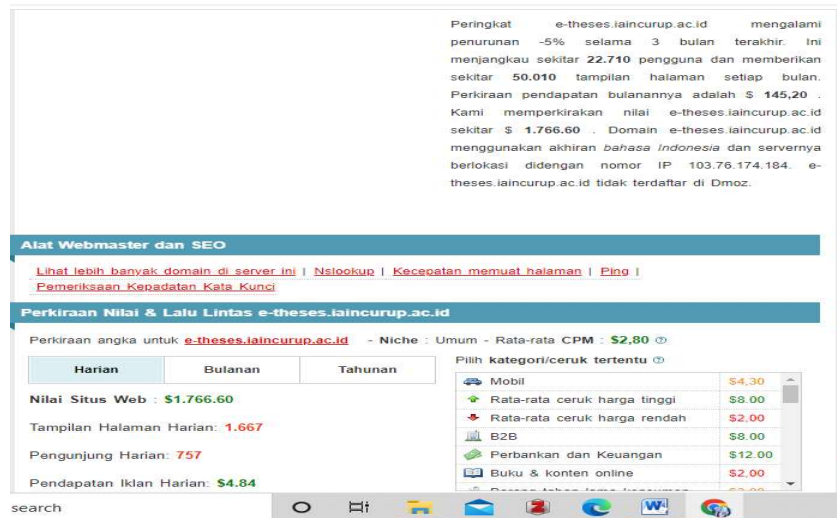 Peringkat e-theses.iaincurup.ac.id mengalami
penurunan -5% selama 3 bulan terakhir. Ini
menjangkau sekitar 22.710 pengguna dan memberikan
sekitar 50.010 tampilan halaman setiap bulan.
Perkiraan pendapatan bulanannya adalah $ 145,20 .
Kami memperkirakan nilai e-theses.iaincurup.ac.id
sekitar $ 1.766.60 . Domain e-theses.iaincurup.ac.id
menggunakan akhiran bahasa Indonesia dan servernya
berlokasi didengan nomor IP 103.76.174.184. e-
theses.iaincurup.ac.id tidak terdaftar di Dmoz.
Alat Webmaster dan SEO
Lihat lebih banyak domain di server ini | Nslookup | Kecepatan memuat halaman | Ping |
Pemeriksaan Kepadatan Kata Kunci
Perkiraan Nilai & Lalu Lintas e-theses.iaincurup.ac.id
Perkiraan angka untuk e-theses.iaincurup.ac.id - Niche : Umum - Rata-rata CPM : $2,80
Harian Bulanan Tahunan
Nilai Situs Web : $1.766.60
Tampilan Halaman Harian: 1.667
Pengunjung Harian: 757
Pendapatan Iklan Harian: $4.84
Pilih kategori/ceruk tertentu
Mobil $4,30
Rata-rata ceruk harga tinggi $8.00
Rata-rata ceruk harga rendah $2,00
B2B $8.00
Perbankan dan Keuangan $12.00
Buku & konten online $2,00
search